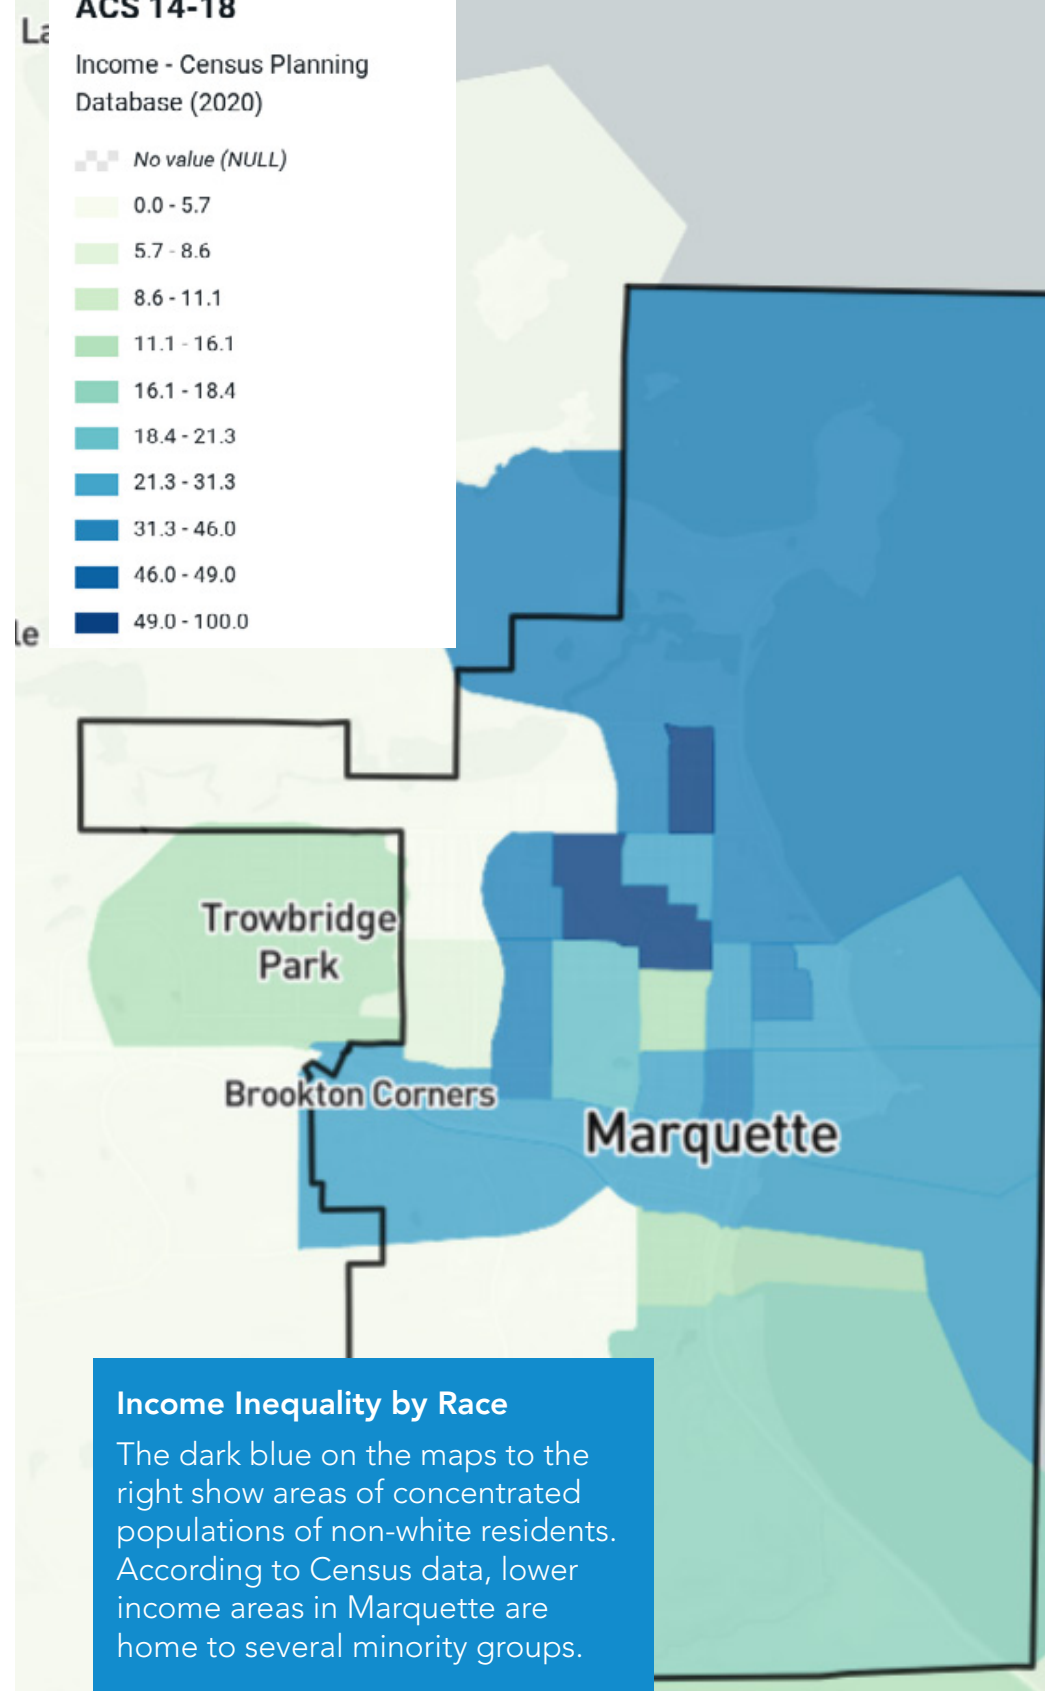 ACS 14-18
La
Income - Census Planning
Database (2020)
No value (NULL)
0.0 - 5.7
5.7 - 8.6
8.6 - 11.1
11.1 - 16.1
16.1 - 18.4
18.4 - 21.3
21.3 - 31.3
31.3 - 46.0
46.0 - 49.0
49.0 - 100.0
le
Trowbridge
Park
Brookton Corners
Marquette
Income Inequality by Race
The dark blue on the maps to the
right show areas of concentrated
populations of non-white residents.
According to Census data, lower
income areas in Marquette are
home to several minority groups.